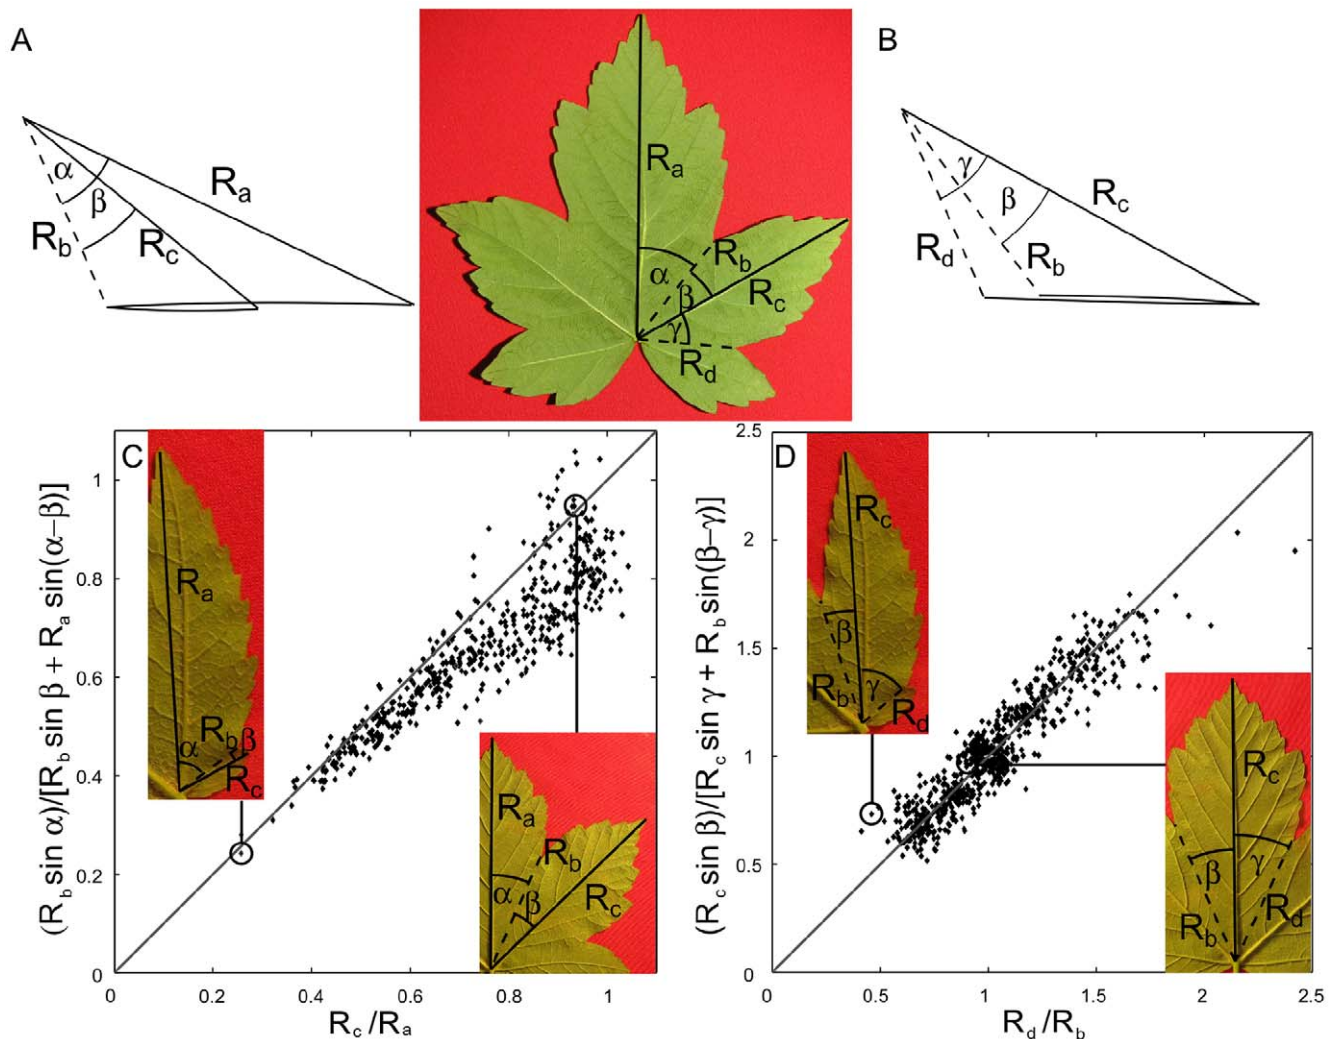 A
α
β
R_a
R_b
R_c
R_a
α
R_b
β
R_c
γ
R_d
B
γ
β
R_c
R_d
R_b
C
R_a
R_b
α
β
R_c
R_a
R_b
α
β
R_c
(R_b sin α)/[R_b sin β + R_a sin(α–β)]
1
0.8
0.6
0.4
0.2
0
0 0.2 0.4 0.6 0.8 1
R_c/R_a
D
R_c
β
R_b
γ
R_d
R_c
β
γ
R_b
R_d
(R_c sin β)/[R_c sin γ + R_b sin(β–γ)]
2.5
2
1.5
1
0.5
0
0 0.5 1 1.5 2 2.5
R_d/R_b